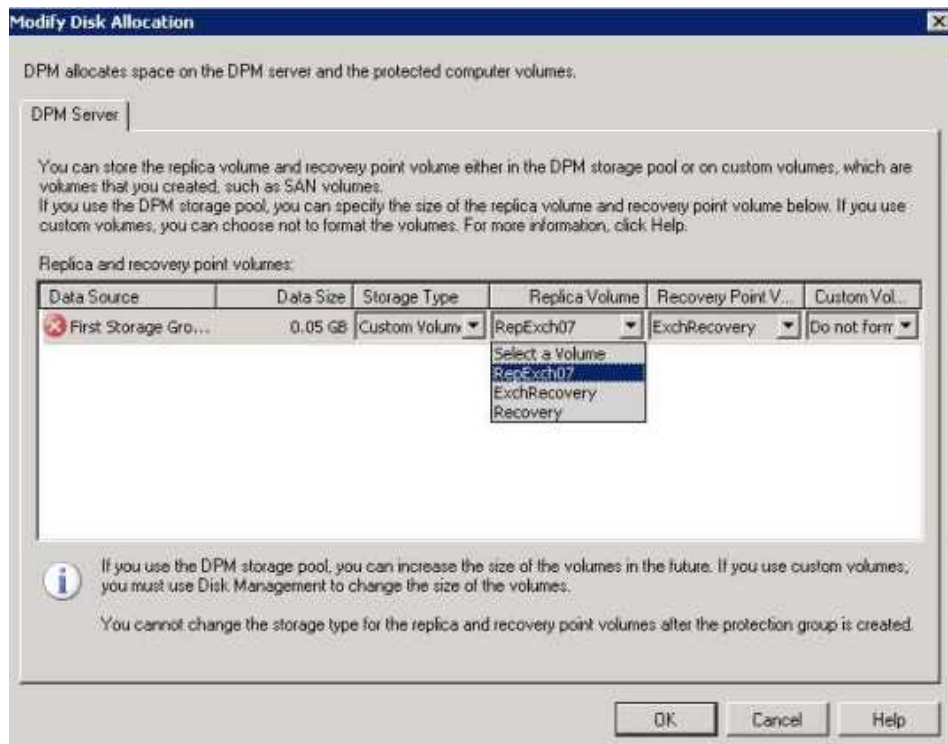 Modify Disk Allocation
DPM allocates space on the DPM server and the protected computer volumes.
DPM Server
You can store the replica volume and recovery point volume either in the DPM storage pool or on custom volumes, which are
volumes that you created, such as SAN volumes.
If you use the DPM storage pool, you can specify the size of the replica volume and recovery point volume below. If you use
custom volumes, you can choose not to format the volumes. For more information, click Help.
Replica and recovery point volumes:
Data Source Data Size Storage Type Replica Volume Recovery Point V... Custom Vol...
First Storage Gro... 0.05 GB Custom Volum RepExch07 ExchRecovery Do not form
Select a Volume
RepExch07
ExchRecovery
Recovery
If you use the DPM storage pool, you can increase the size of the volumes in the future. If you use custom volumes,
you must use Disk Management to change the size of the volumes.
You cannot change the storage type for the replica and recovery point volumes after the protection group is created.
OK Cancel Help